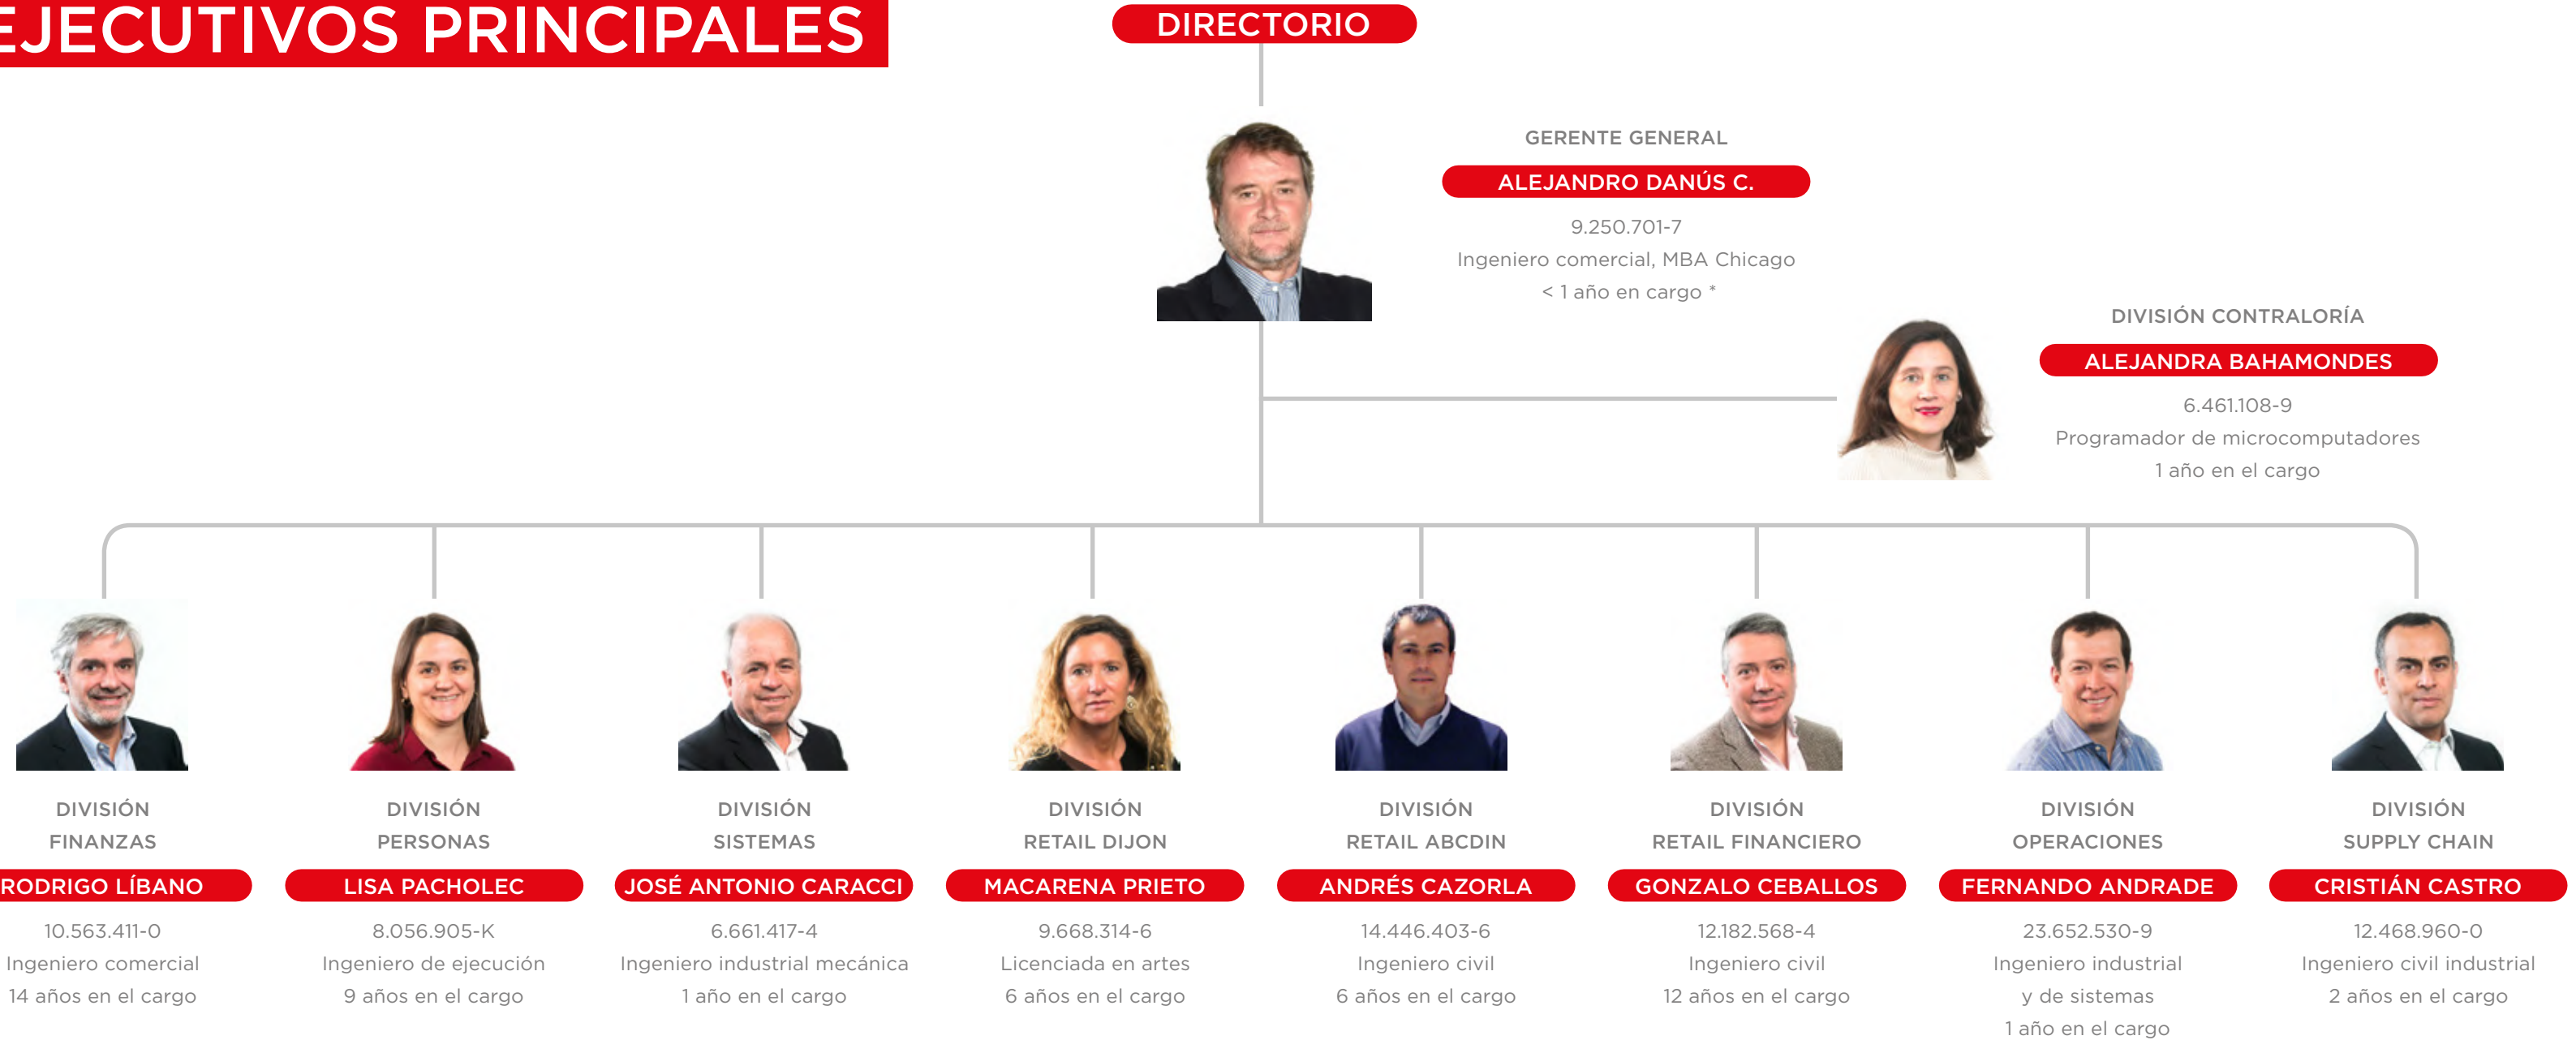 EJECUTIVOS PRINCIPALES
DIRECTORIO
GERENTE GENERAL
ALEJANDRO DANÚS C.
9.250.701-7
Ingeniero comercial, MBA Chicago
< 1 año en cargo *
DIVISIÓN CONTRALORÍA
ALEJANDRA BAHAMONDES
6.461.108-9
Programador de microcomputadores
1 año en el cargo
DIVISIÓN
FINANZAS
RODRIGO LÍBANO
10.563.411-0
Ingeniero comercial
14 años en el cargo
DIVISIÓN
PERSONAS
LISA PACHOLEC
8.056.905-K
Ingeniero de ejecución
9 años en el cargo
DIVISIÓN
SISTEMAS
JOSÉ ANTONIO CARACCI
6.661.417-4
Ingeniero industrial mecánica
1 año en el cargo
DIVISIÓN
RETAIL DIJON
MACARENA PRIETO
9.668.314-6
Licenciada en artes
6 años en el cargo
DIVISIÓN
RETAIL ABCDIN
ANDRÉS CAZORLA
14.446.403-6
Ingeniero civil
6 años en el cargo
DIVISIÓN
RETAIL FINANCIERO
GONZALO CEBALLOS
12.182.568-4
Ingeniero civil
12 años en el cargo
DIVISIÓN
OPERACIONES
FERNANDO ANDRADE
23.652.530-9
Ingeniero industrial
y de sistemas
1 año en el cargo
DIVISIÓN
SUPPLY CHAIN
CRISTIÁN CASTRO
12.468.960-0
Ingeniero civil industrial
2 años en el cargo